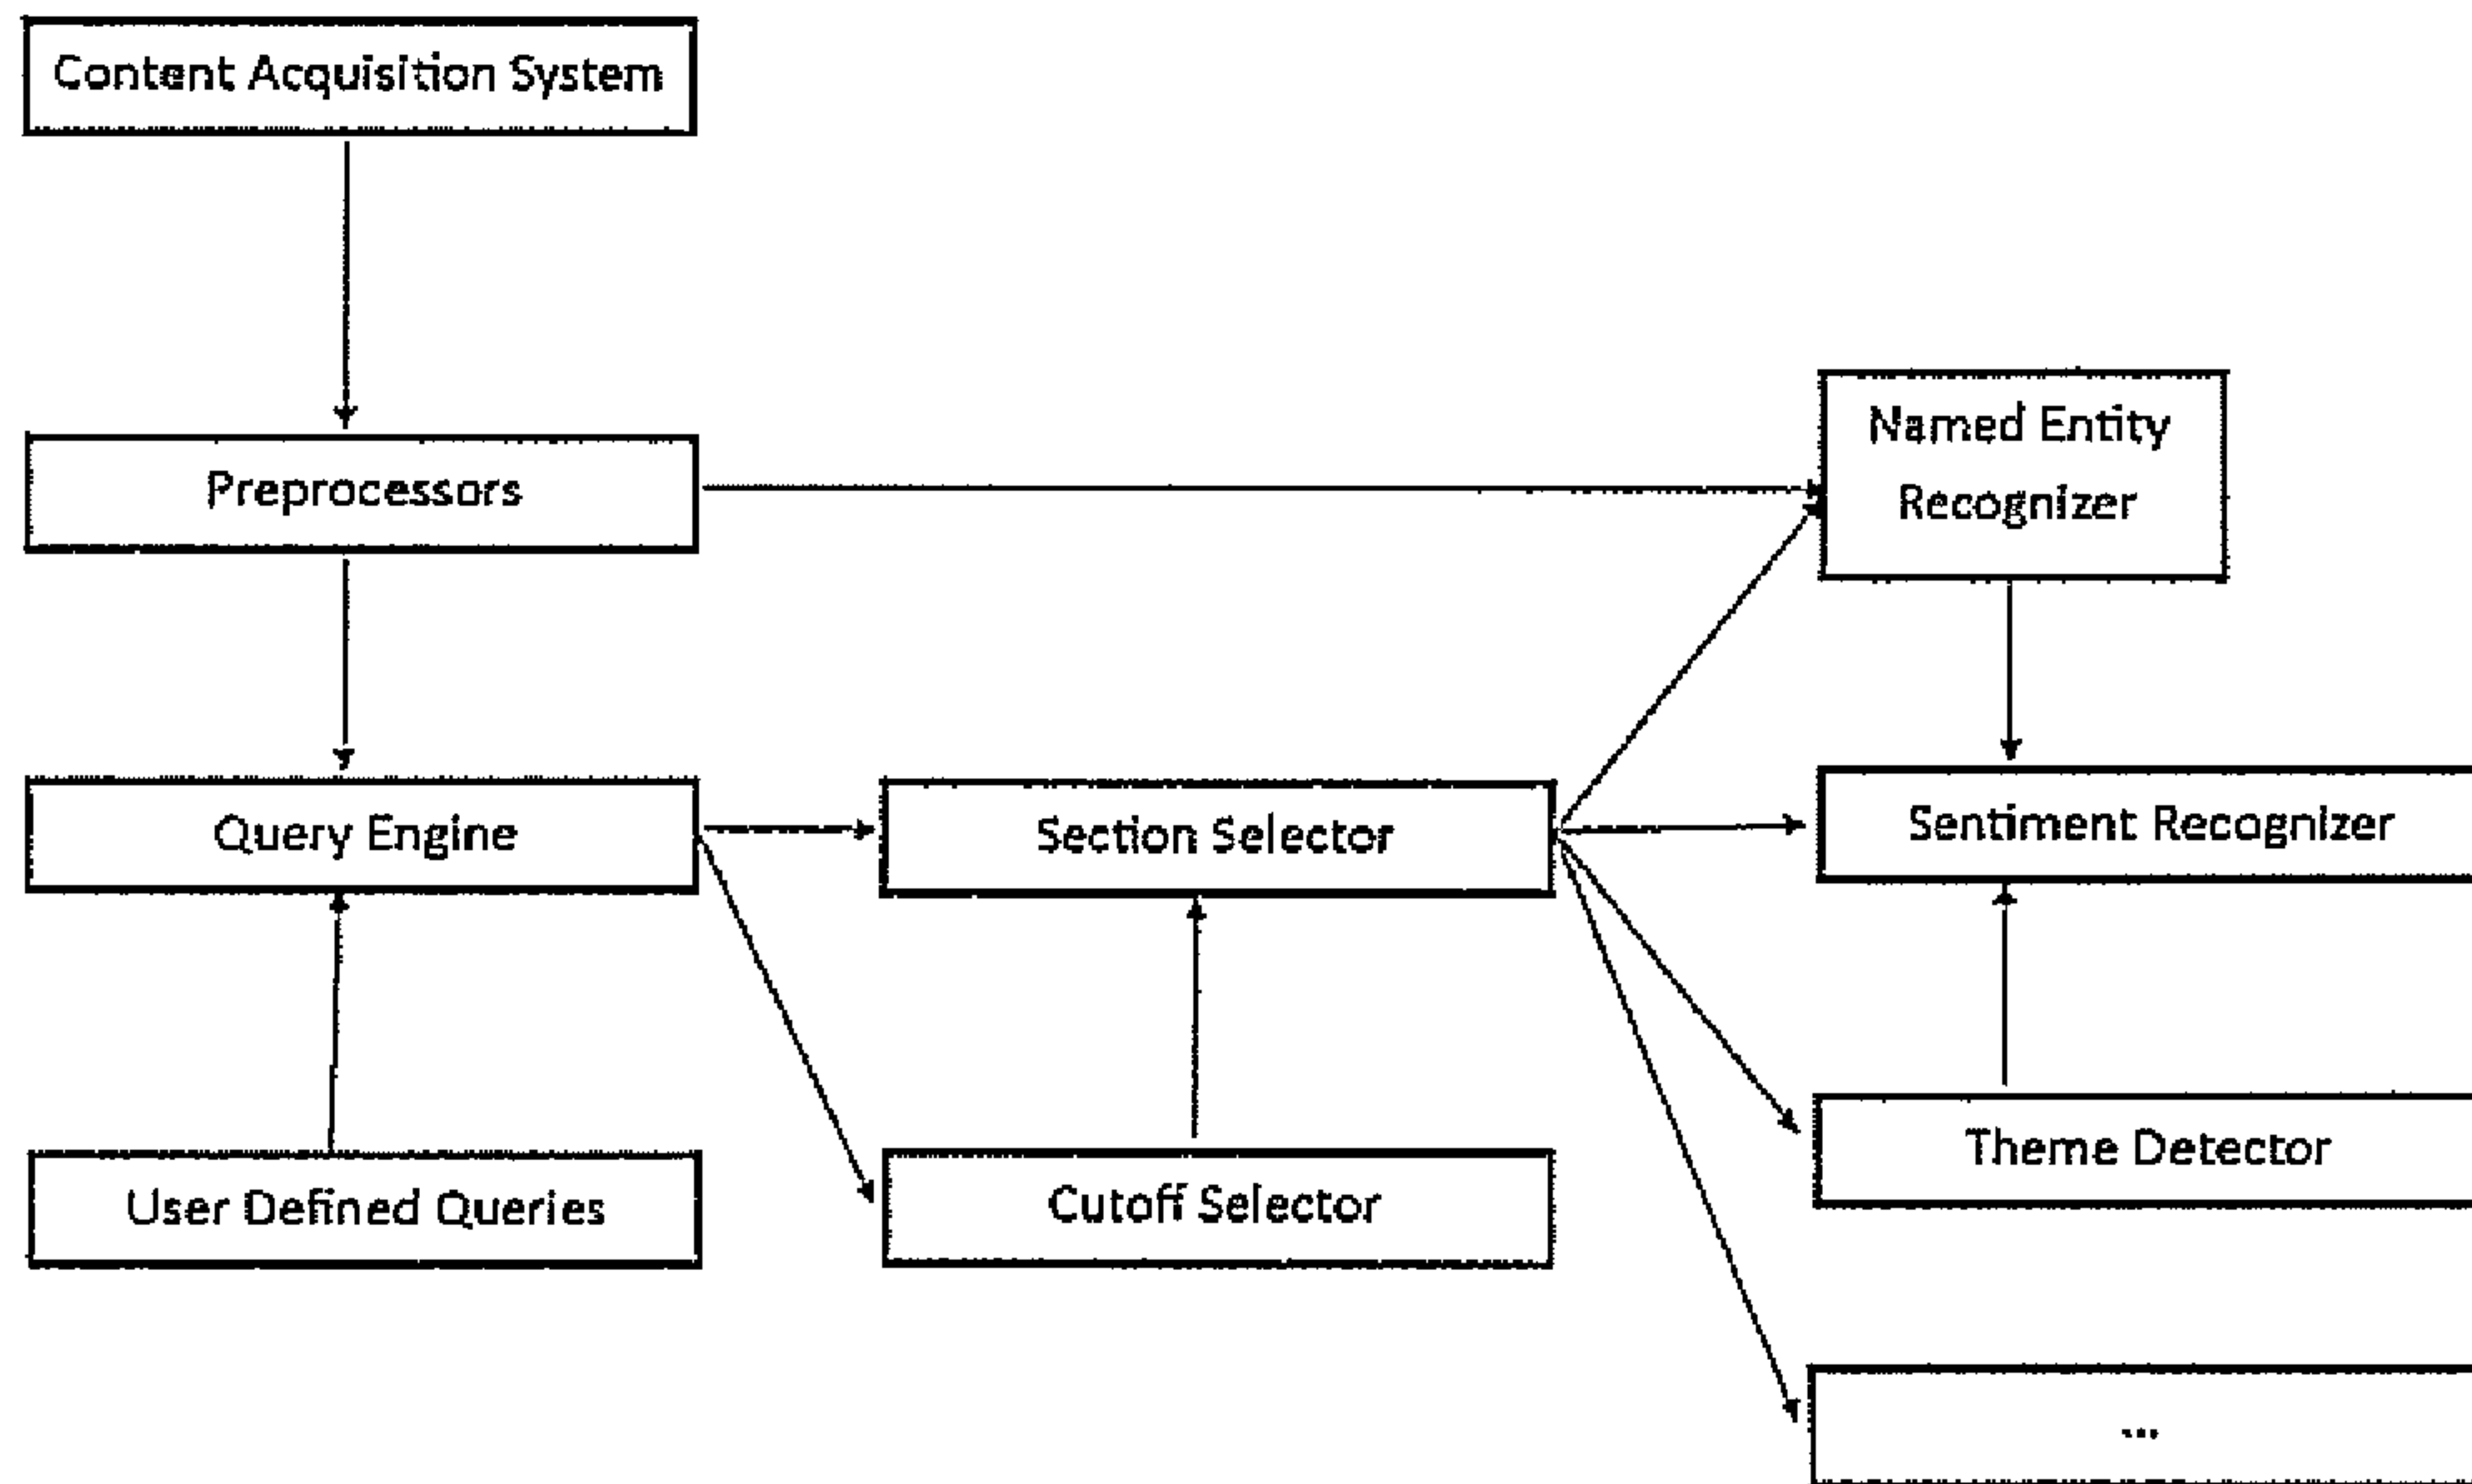 Content Acquisition System
Preprocessors
Named Entity
Recognizer
Query Engine
Section Selector
Sentiment Recognizer
User Defined Queries
Cutoff Selector
Theme Detector
...